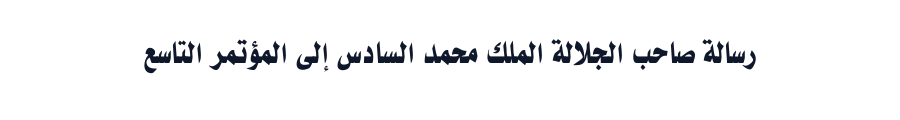 رسالة صاحب الجلالة الملك محمد السادس إلى المؤتمر التاسع